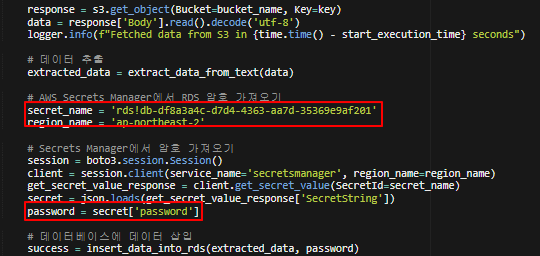 response = s3.get_object(Bucket=bucket_name, Key=key)
data = response['Body'].read().decode('utf-8')
logger.info(f"Fetched data from S3 in {time.time() - start_execution_time} seconds")
# 데이터 추출
extracted_data = extract_data_from_text(data)
# AWS Secrets Manager에서 RDS 암호 가져오기
secret_name = 'rds!db-df8a3a4c-d7d4-4363-aa7d-35369e9af201'
region_name = 'ap-northeast-2'
# Secrets Manager에서 암호 가져오기
session = boto3.session.Session()
client = session.client(service_name='secretsmanager', region_name=region_name)
get_secret_value_response = client.get_secret_value(SecretId=secret_name)
secret = json.loads(get_secret_value_response['SecretString'])
password = secret['password']
# 데이터베이스에 데이터 삽입
success = insert_data_into_rds(extracted_data, password)